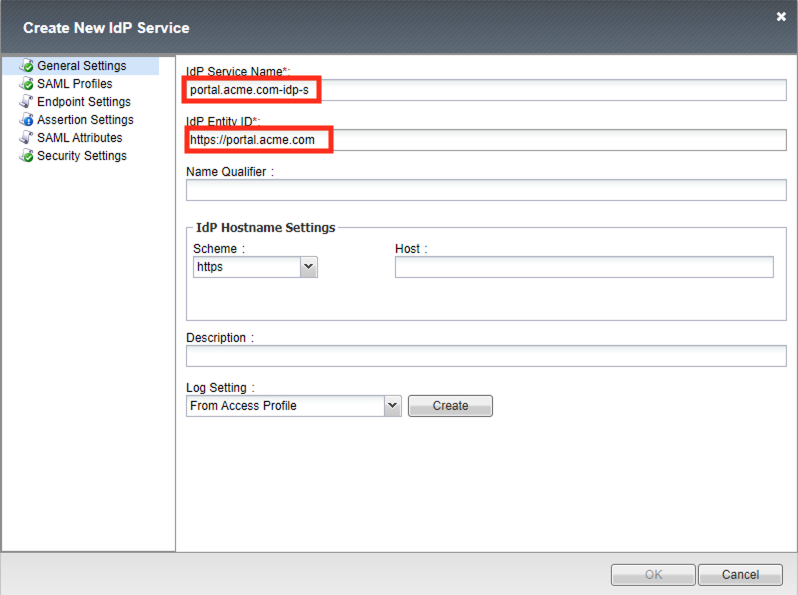 Create New IdP Service
General Settings
SAML Profiles
Endpoint Settings
Assertion Settings
SAML Attributes
Security Settings
IdP Service Name*:
portal.acme.com-idp-s
IdP Entity ID*:
https://portal.acme.com
Name Qualifier :
IdP Hostname Settings
Scheme : Host :
https
Description :
Log Setting :
From Access Profile Create
OK Cancel